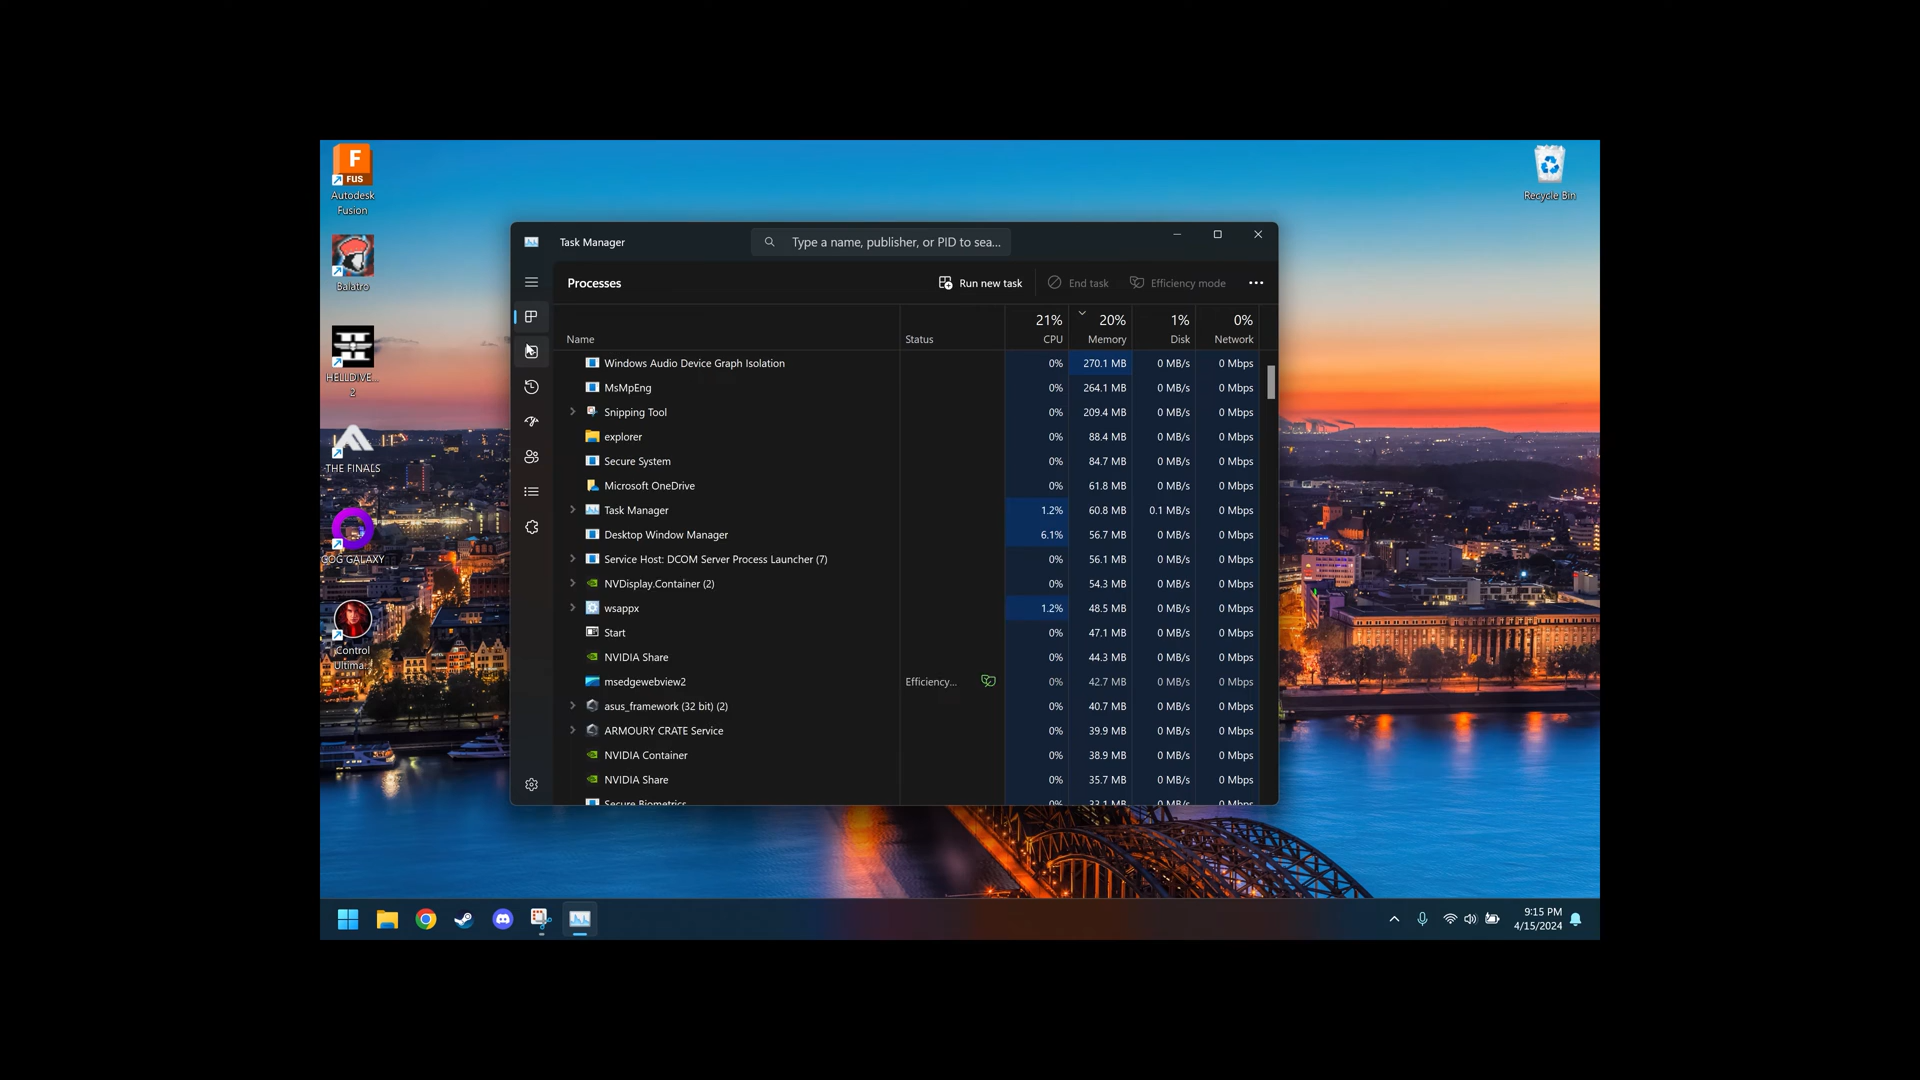 F
FUS
Autodesk
Fusion
Balatro
HELLDIVE...
2
THE FINALS
COG GALAXY
Control
Ultima...
Recycle Bin
Task Manager
Type a name, publisher, or PID to sea...
Processes
Run new task
End task
Efficiency mode
21% 20% 1% 0%
Name Status CPU Memory Disk Network
Windows Audio Device Graph Isolation 0% 270.1 MB 0 MB/s 0 Mbps
MsMpEng 0% 264.1 MB 0 MB/s 0 Mbps
Snipping Tool 0% 209.4 MB 0 MB/s 0 Mbps
explorer 0% 88.4 MB 0 MB/s 0 Mbps
Secure System 0% 84.7 MB 0 MB/s 0 Mbps
Microsoft OneDrive 0% 61.8 MB 0 MB/s 0 Mbps
Task Manager 1.2% 60.8 MB 0.1 MB/s 0 Mbps
Desktop Window Manager 6.1% 56.7 MB 0 MB/s 0 Mbps
Service Host: DCOM Server Process Launcher (7) 0% 56.1 MB 0 MB/s 0 Mbps
NVDisplay.Container (2) 0% 54.3 MB 0 MB/s 0 Mbps
wsappx 1.2% 48.5 MB 0 MB/s 0 Mbps
Start 0% 47.1 MB 0 MB/s 0 Mbps
NVIDIA Share 0% 44.3 MB 0 MB/s 0 Mbps
msedgewebview2 Efficiency... 0% 42.7 MB 0 MB/s 0 Mbps
asus_framework (32 bit) (2) 0% 40.7 MB 0 MB/s 0 Mbps
ARMOURY CRATE Service 0% 39.9 MB 0 MB/s 0 Mbps
NVIDIA Container 0% 38.9 MB 0 MB/s 0 Mbps
NVIDIA Share 0% 35.7 MB 0 MB/s 0 Mbps
Secure Biometrics 0% 33.1 MB 0 MB/s 0 Mbps
9:15 PM
4/15/2024